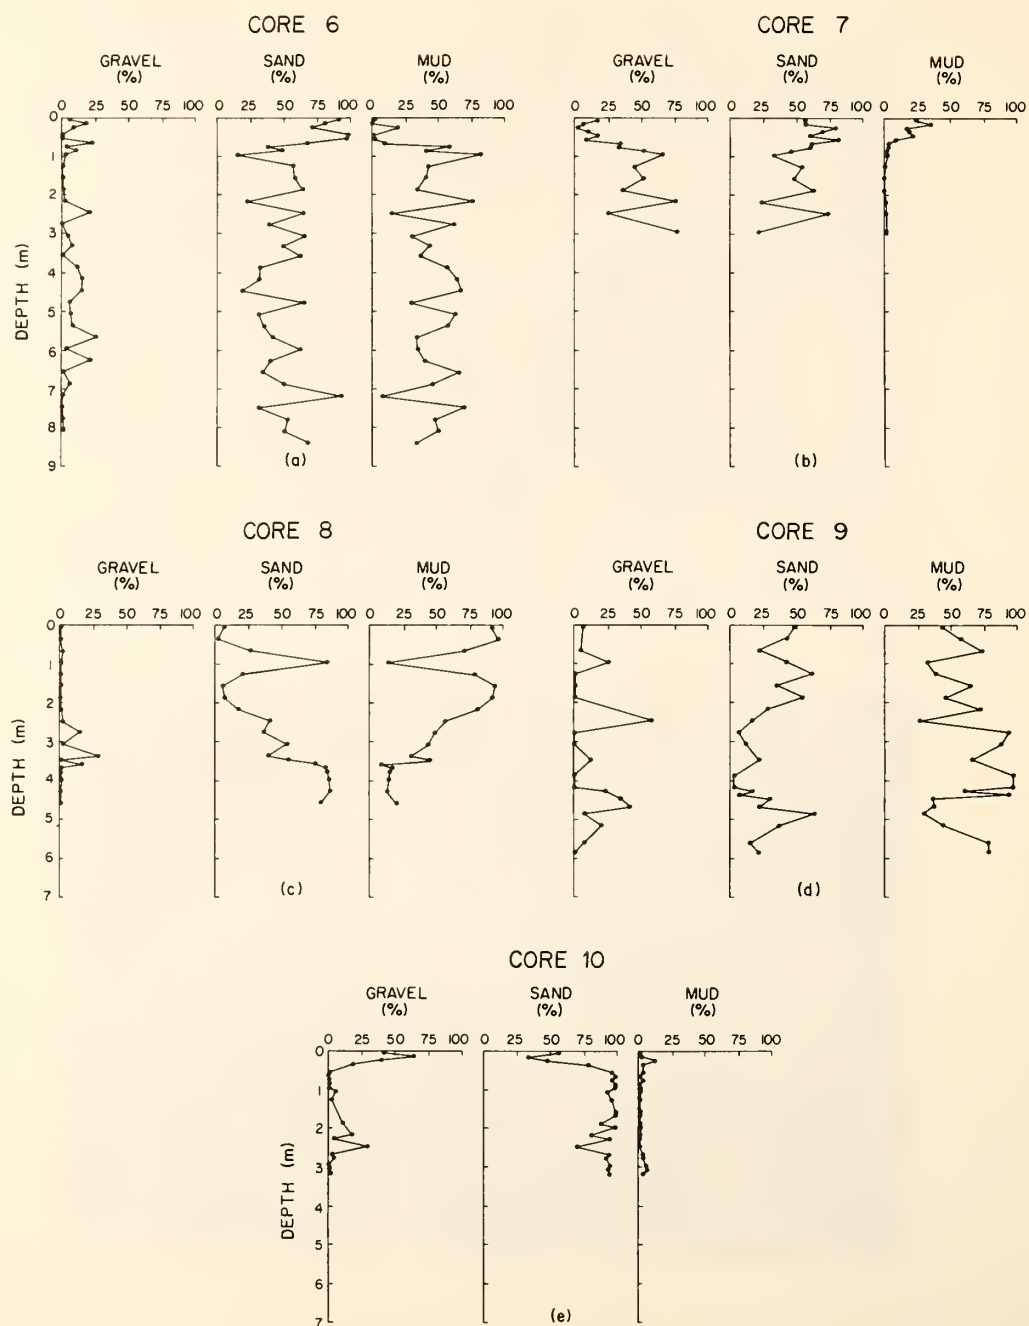 CORE 6
GRAVEL (%) SAND (%) MUD (%)
0 25 50 75 100 0 25 50 75 100 0 25 50 75 100
DEPTH (m)
0
1
2
3
4
5
6
7
8
9
(a)
CORE 7
GRAVEL (%) SAND (%) MUD (%)
0 25 50 75 100 0 25 50 75 100 0 25 50 75 100
(b)
CORE 8
GRAVEL (%) SAND (%) MUD (%)
0 25 50 75 100 0 25 50 75 100 0 25 50 75 100
DEPTH (m)
0
1
2
3
4
5
6
7
(c)
CORE 9
GRAVEL (%) SAND (%) MUD (%)
0 25 50 75 100 0 25 50 75 100 0 25 50 75 100
(d)
CORE 10
GRAVEL (%) SAND (%) MUD (%)
0 25 50 75 100 0 25 50 75 100 0 25 50 75 100
DEPTH (m)
0
1
2
3
4
5
6
7
(e)